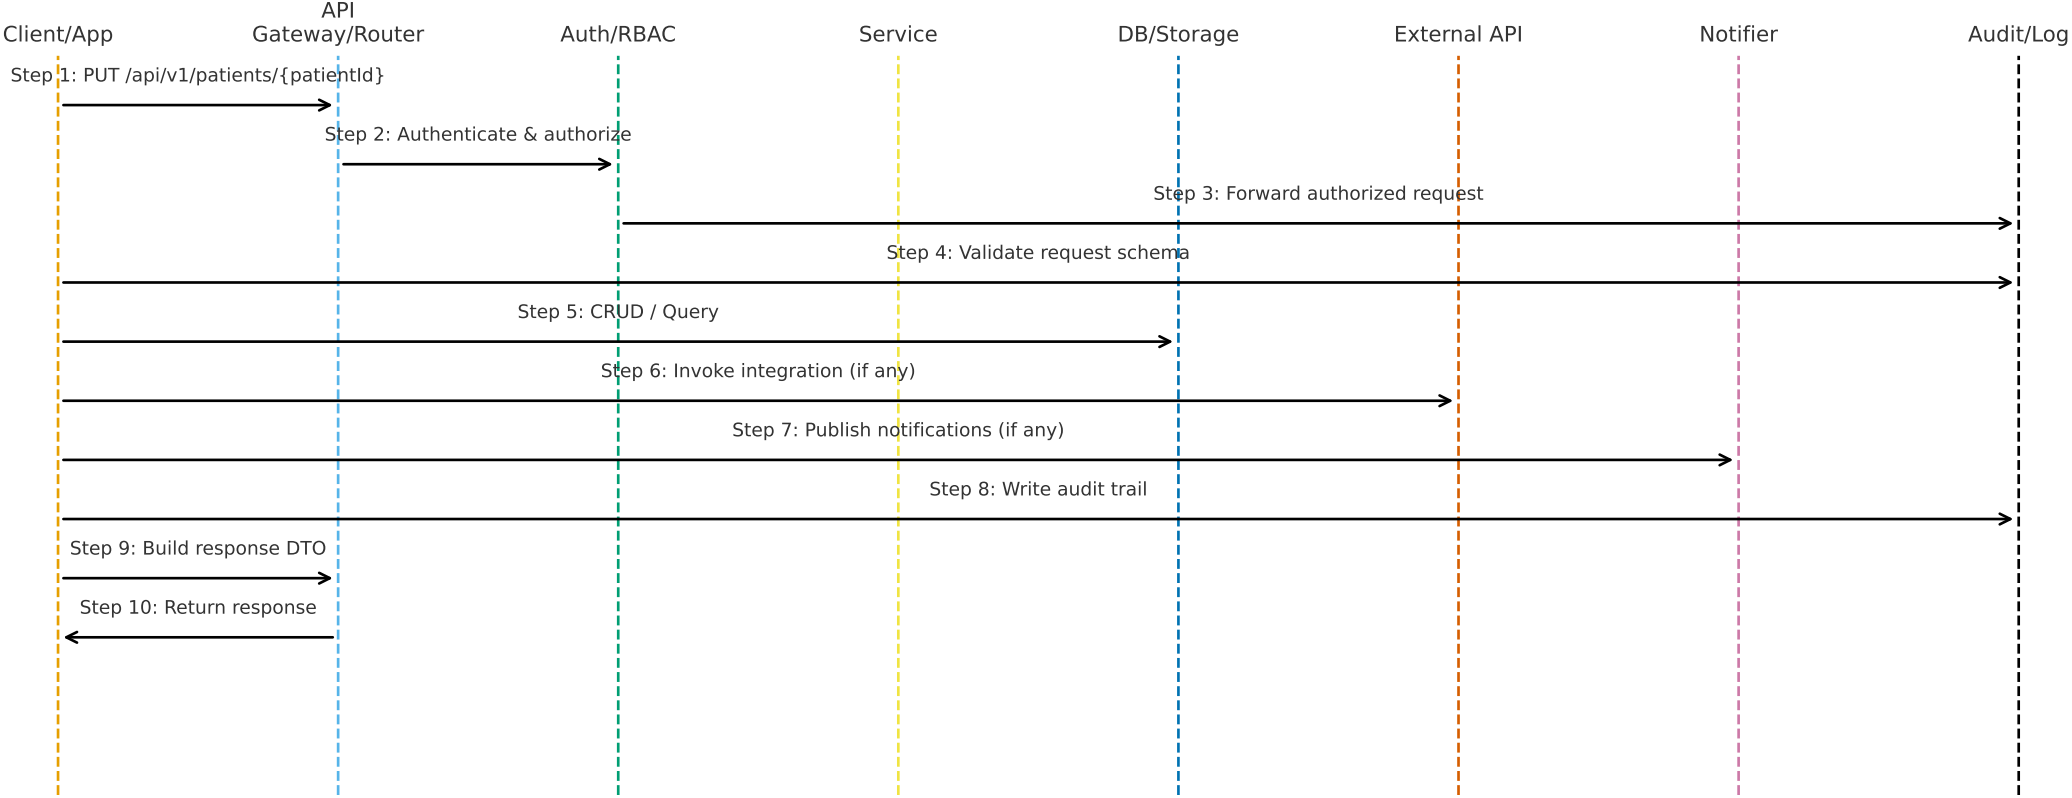 API
Client/App
Gateway/Router
Auth/RBAC
Service
DB/Storage
External API
Notifier
Audit/Log
Step 1: PUT /api/v1/patients/{patientId}
Step 2: Authenticate & authorize
Step 3: Forward authorized request
Step 4: Validate request schema
Step 5: CRUD / Query
Step 6: Invoke integration (if any)
Step 7: Publish notifications (if any)
Step 8: Write audit trail
Step 9: Build response DTO
Step 10: Return response